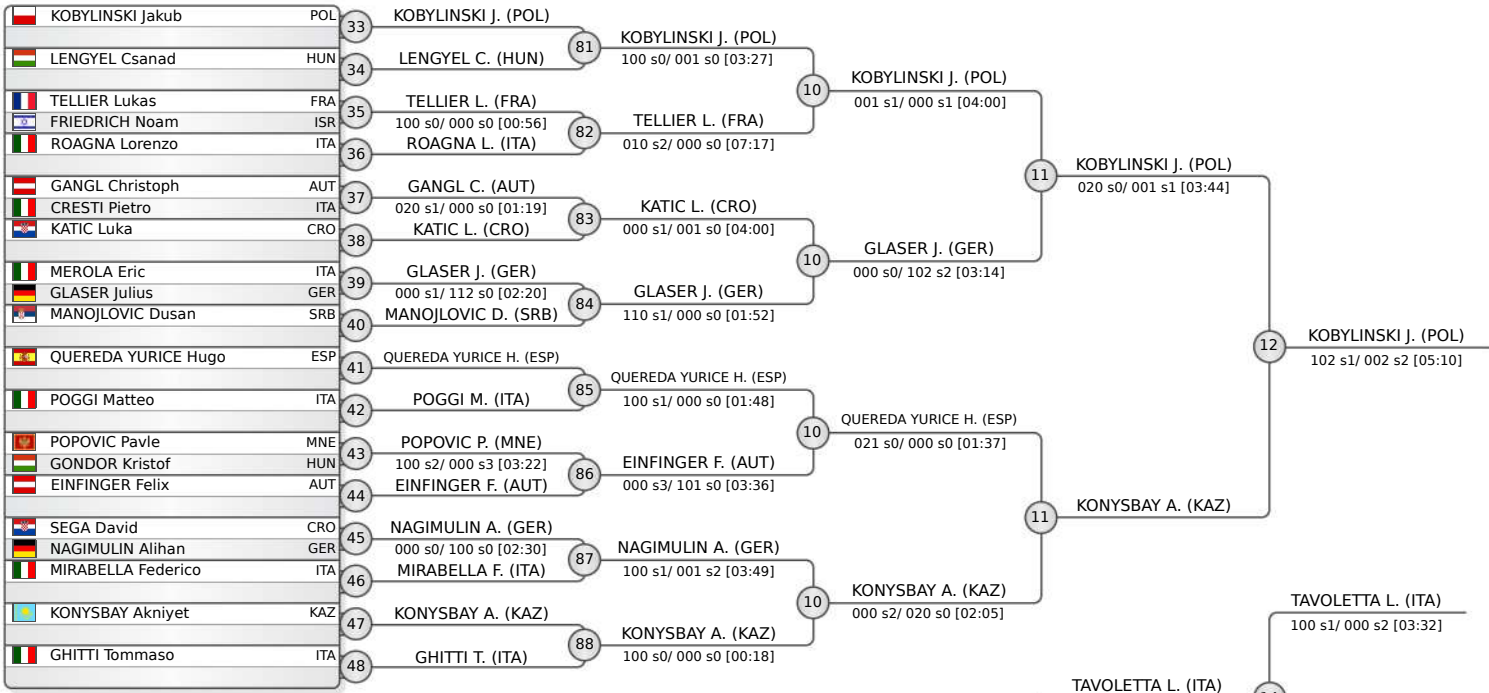 KOBYLINSKI Jakub POL
LENGYEL Csanad HUN
TELLIER Lukas FRA
FRIEDRICH Noam ISR
ROAGNA Lorenzo ITA
GANGL Christoph AUT
CRESTI Pietro ITA
KATIC Luka CRO
MEROLA Eric ITA
GLASER Julius GER
MANOJLOVIC Dusan SRB
QUEREDA YURICE Hugo ESP
POGGI Matteo ITA
POPOVIC Pavle MNE
GONDOR Kristof HUN
EINFINGER Felix AUT
SEGA David CRO
NAGIMULIN Alihan GER
MIRABELLA Federico ITA
KONYSBAY Akniyet KAZ
GHITTI Tommaso ITA
33
34
35
36
37
38
39
40
41
42
43
44
45
46
47
48
KOBYLINSKI J. (POL)
LENGYEL C. (HUN)
TELLIER L. (FRA)
100 s0/ 000 s0 [00:56]
ROAGNA L. (ITA)
GANGL C. (AUT)
020 s1/ 000 s0 [01:19]
KATIC L. (CRO)
GLASER J. (GER)
000 s1/ 112 s0 [02:20]
MANOJLOVIC D. (SRB)
QUEREDA YURICE H. (ESP)
POGGI M. (ITA)
POPOVIC P. (MNE)
100 s2/ 000 s3 [03:22]
EINFINGER F. (AUT)
NAGIMULIN A. (GER)
000 s0/ 100 s0 [02:30]
MIRABELLA F. (ITA)
KONYSBAY A. (KAZ)
GHITTI T. (ITA)
81
82
83
84
85
86
87
88
KOBYLINSKI J. (POL)
100 s0/ 001 s0 [03:27]
TELLIER L. (FRA)
010 s2/ 000 s0 [07:17]
KATIC L. (CRO)
000 s1/ 001 s0 [04:00]
GLASER J. (GER)
110 s1/ 000 s0 [01:52]
QUEREDA YURICE H. (ESP)
100 s1/ 000 s0 [01:48]
EINFINGER F. (AUT)
000 s3/ 101 s0 [03:36]
NAGIMULIN A. (GER)
100 s1/ 001 s2 [03:49]
KONYSBAY A. (KAZ)
100 s0/ 000 s0 [00:18]
10
10
10
10
KOBYLINSKI J. (POL)
001 s1/ 000 s1 [04:00]
GLASER J. (GER)
000 s0/ 102 s2 [03:14]
QUEREDA YURICE H. (ESP)
021 s0/ 000 s0 [01:37]
KONYSBAY A. (KAZ)
000 s2/ 020 s0 [02:05]
11
11
KOBYLINSKI J. (POL)
020 s0/ 001 s1 [03:44]
KONYSBAY A. (KAZ)
12
KOBYLINSKI J. (POL)
102 s1/ 002 s2 [05:10]
TAVOLETTA L. (ITA)
100 s1/ 000 s2 [03:32]
TAVOLETTA L. (ITA)